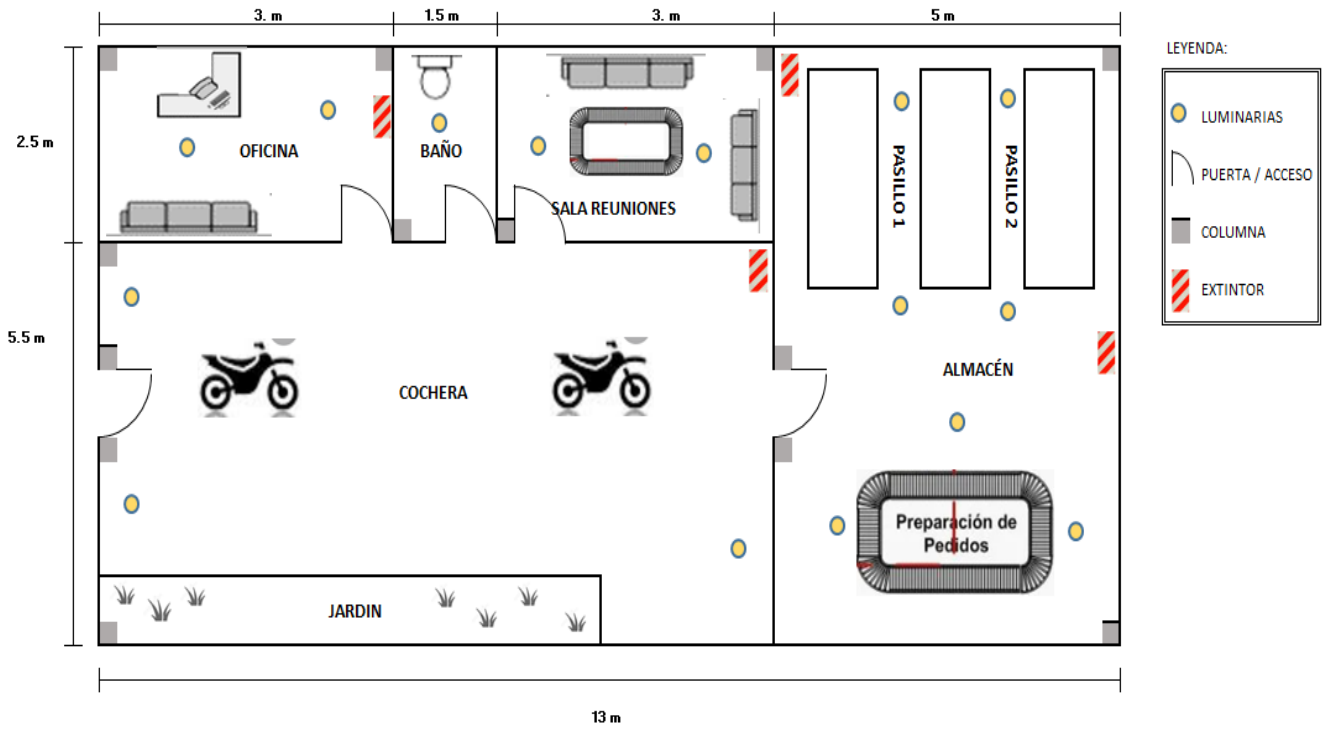 3. m
1.5 m
3. m
5 m
LEYENDA:
LUMINARIAS
PUERTA / ACCESO
COLUMNA
EXTINTOR
2.5 m
OFICINA
BAÑO
SALA REUNIONES
PASILLO 1
PASILLO 2
5.5 m
COCHERA
ALMACÉN
Preparación de
Pedidos
JARDIN
13 m